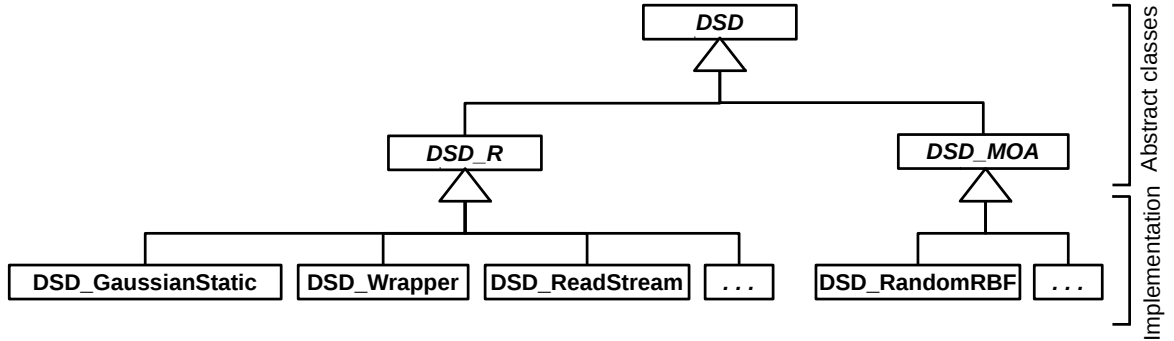 DSD
Abstract classes
DSD_R
DSD_MOA
DSD_GaussianStatic
DSD_Wrapper
DSD_ReadStream
. . .
DSD_RandomRBF
. . .
Implementation